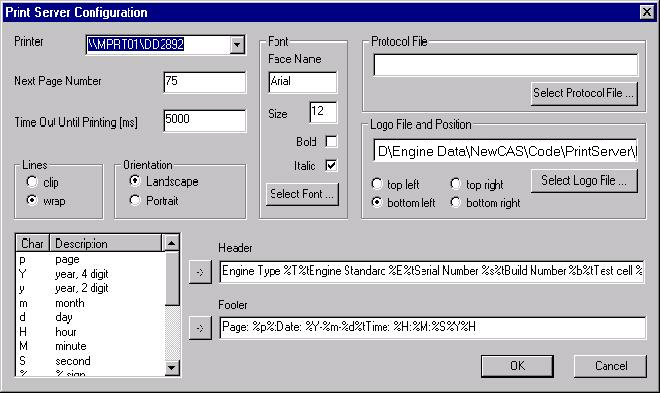 Print Server Configuration
Printer
\\MPRT01\DD2892
Next Page Number
75
Time Out Until Printing [ms]
5000
Lines
clip
wrap
Orientation
Landscape
Portrait
Font
Face Name
Arial
Size
12
Bold
Italic
Select Font ...
Protocol File
Select Protocol File ...
Logo File and Position
D\Engine Data\NewCAS\Code\PrintServer\
top left
top right
bottom left
bottom right
Select Logo File ...
Char Description
p page
Y year, 4 digit
y year, 2 digit
m month
d day
H hour
M minute
S second
% % sign
->
Header
Engine Type %T%tEngine Standard %E%tSerial Number %s%tBuild Number %b%tTest cell %
->
Footer
Page: %p%:Date: %Y-%m-%d%tTime: %H:%M:%S%Y%H
OK
Cancel